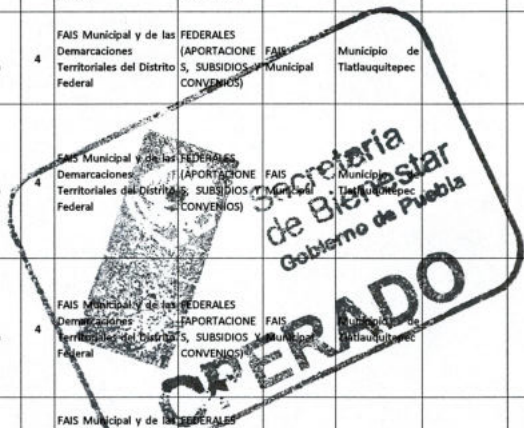 4
FAIS Municipal y de las Demarcaciones Territoriales del Distrito Federal
FEDERALES (APORTACIONE S, SUBSIDIOS Y CONVENIOS)
FAIS Municipal
Municipio de Tlatlauquitepec
4
FAIS Municipal y de las Demarcaciones Territoriales del Distrito Federal
FEDERALES (APORTACIONE S, SUBSIDIOS Y CONVENIOS)
FAIS Municipal
Municipio de Tlatlauquitepec
4
FAIS Municipal y de las Demarcaciones Territoriales del Distrito Federal
FEDERALES (APORTACIONE S, SUBSIDIOS Y CONVENIOS)
FAIS Municipal
Municipio de Tlatlauquitepec
FAIS Municipal y de las
FEDERALES
Secretaría
de Bienestar
Gobierno de Puebla
OPERADO